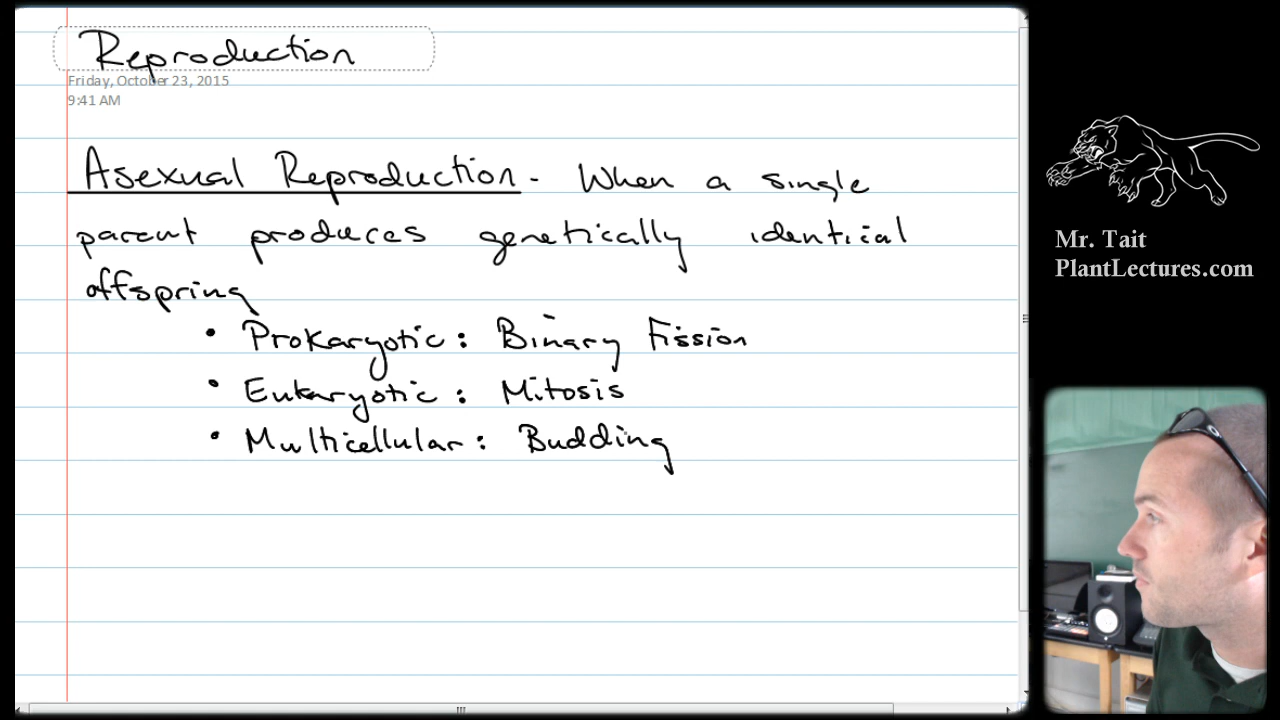 Reproduction
Friday, October 23, 2015
9:41 AM
Asexual Reproduction - When a single
parent produces genetically identical
offspring
• Prokaryotic: Binary Fission
• Eukaryotic: Mitosis
• Multicellular: Budding
Mr. Tait
PlantLectures.com